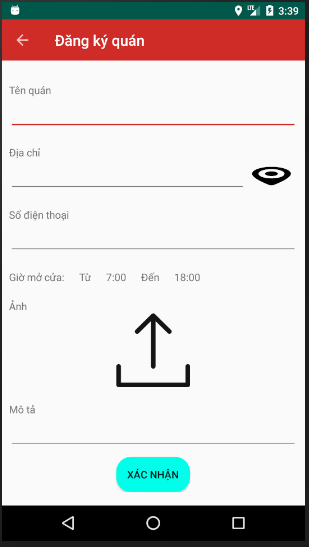 LTE 3:39
Đăng ký quán
Tên quán
Địa chỉ
Số điện thoại
Giờ mở cửa: Từ 7:00 Đến 18:00
Ảnh
Mô tả
XÁC NHẬN